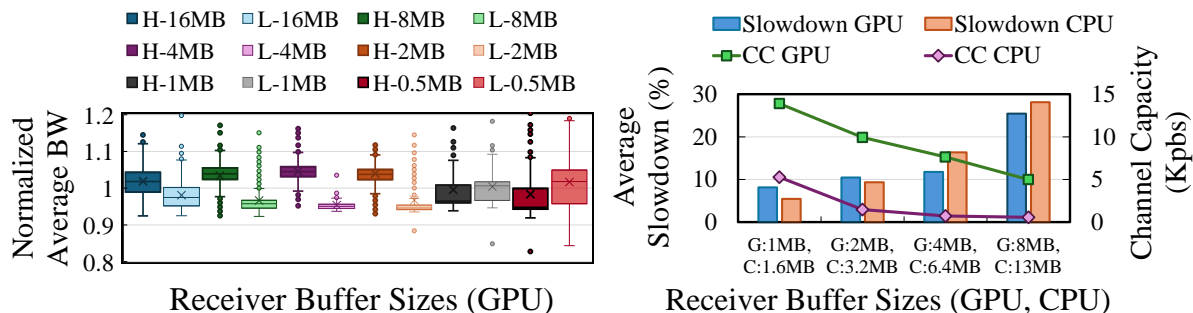 H-16MB L-16MB H-8MB L-8MB
H-4MB L-4MB H-2MB L-2MB
H-1MB L-1MB H-0.5MB L-0.5MB
Normalized
Average BW
1.2
1.1
1
0.9
0.8
Receiver Buffer Sizes (GPU)
Slowdown GPU Slowdown CPU
CC GPU CC CPU
Average
Slowdown (%)
30
20
10
0
15
10
5
0
Channel Capacity
(Kpbs)
G:1MB, G:2MB, G:4MB, G:8MB,
C:1.6MB C:3.2MB C:6.4MB C:13MB
Receiver Buffer Sizes (GPU, CPU)